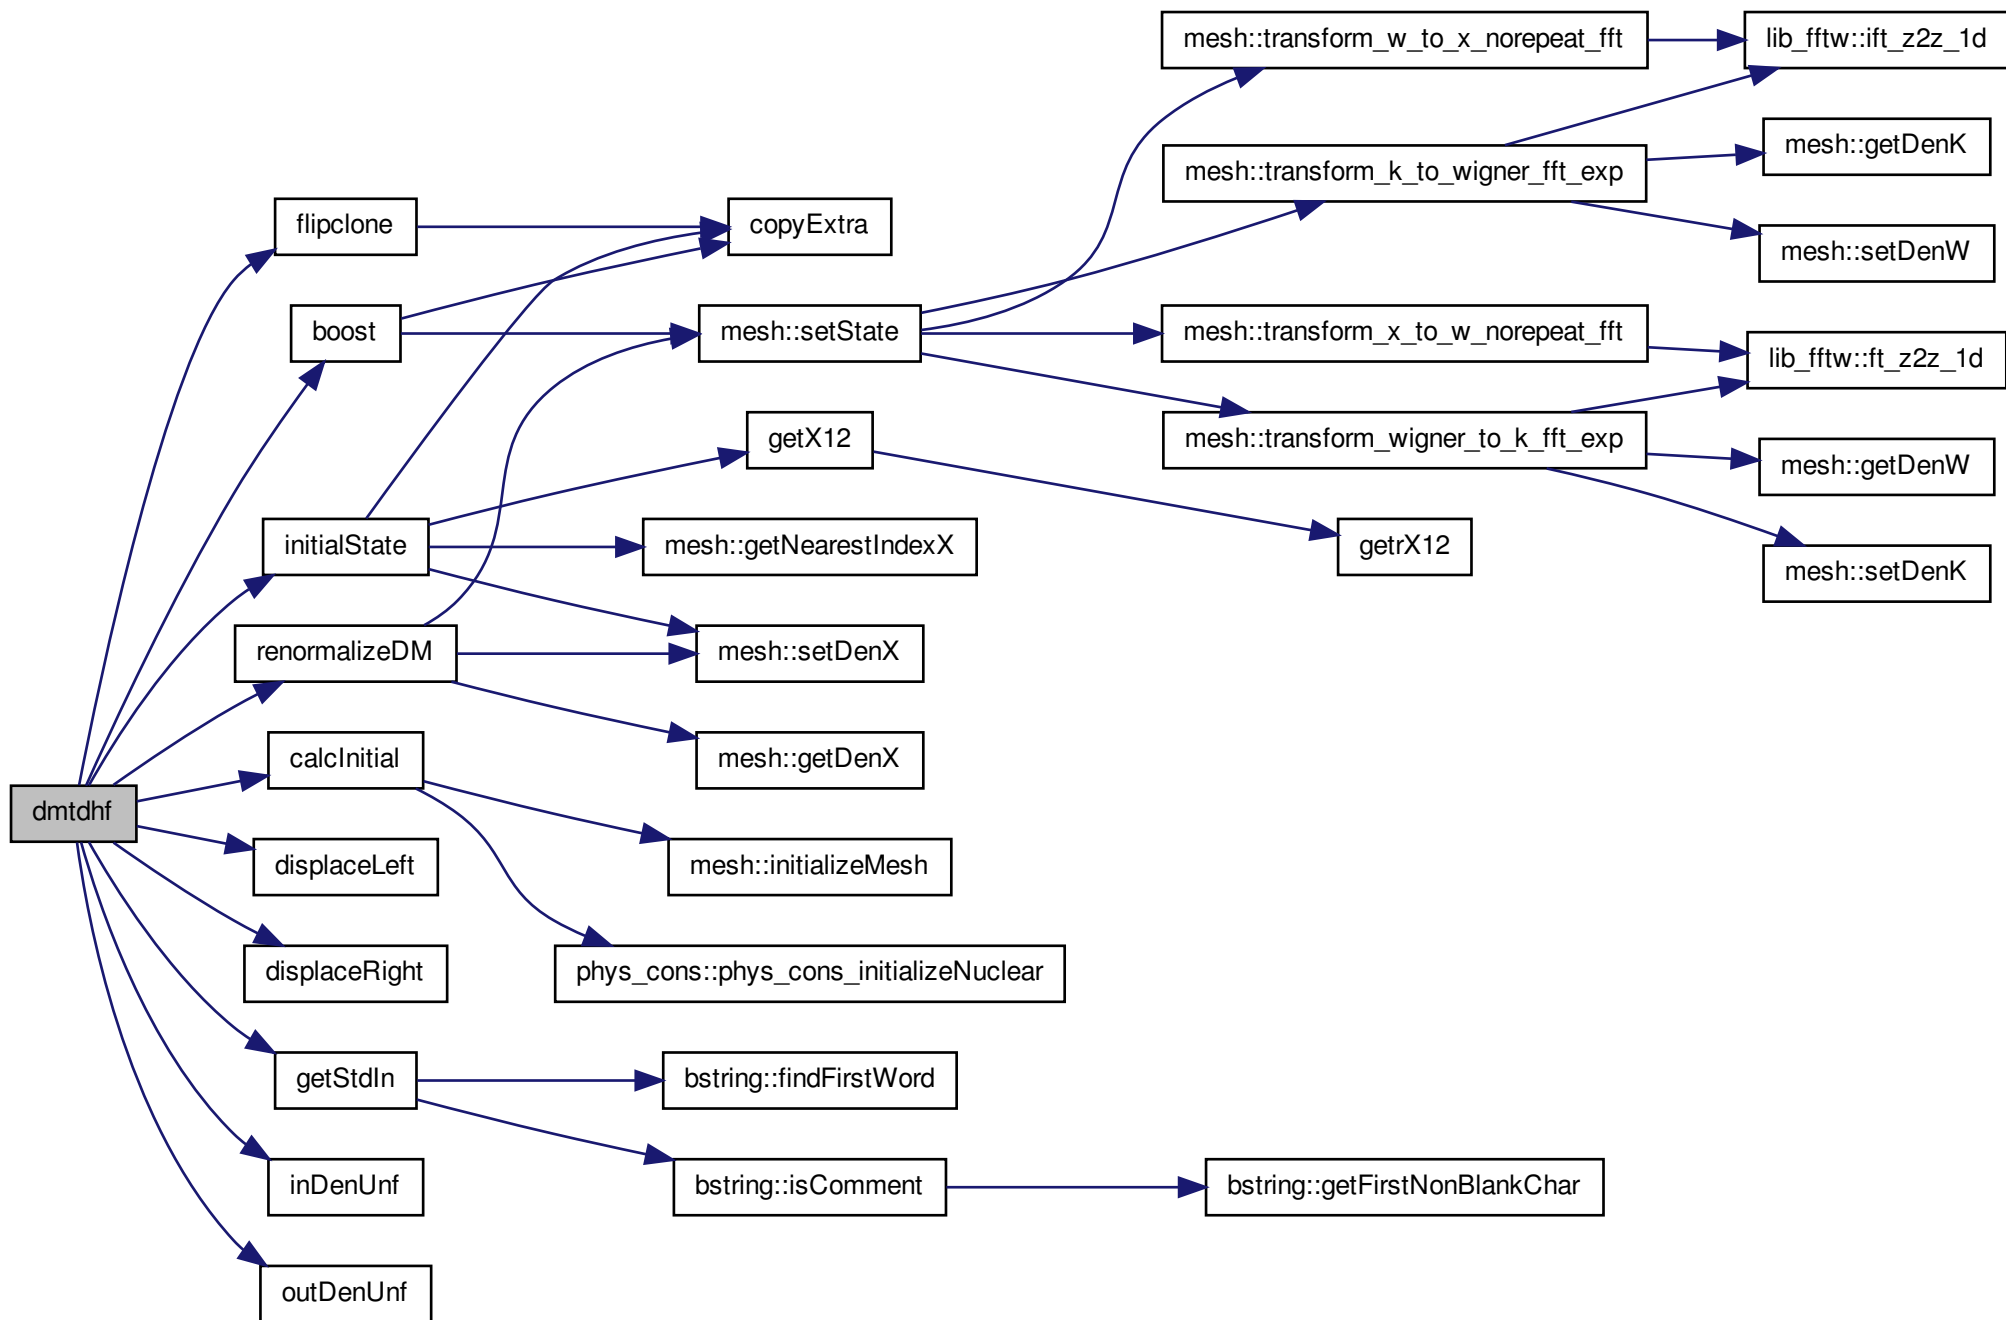 mesh::transform_w_to_x_norepeat_fft
lib_fftw::ift_z2z_1d
mesh::getDenK
mesh::transform_k_to_wigner_fft_exp
flipclone
copyExtra
mesh::setDenW
boost
mesh::setState
mesh::transform_x_to_w_norepeat_fft
lib_fftw::ft_z2z_1d
getX12
mesh::transform_wigner_to_k_fft_exp
mesh::getDenW
initialState
mesh::getNearestIndexX
getrX12
mesh::setDenK
renormalizeDM
mesh::setDenX
calcInitial
mesh::getDenX
dmtdhf
displaceLeft
mesh::initializeMesh
displaceRight
phys_cons::phys_cons_initializeNuclear
getStdIn
bstring::findFirstWord
inDenUnf
bstring::isComment
bstring::getFirstNonBlankChar
outDenUnf